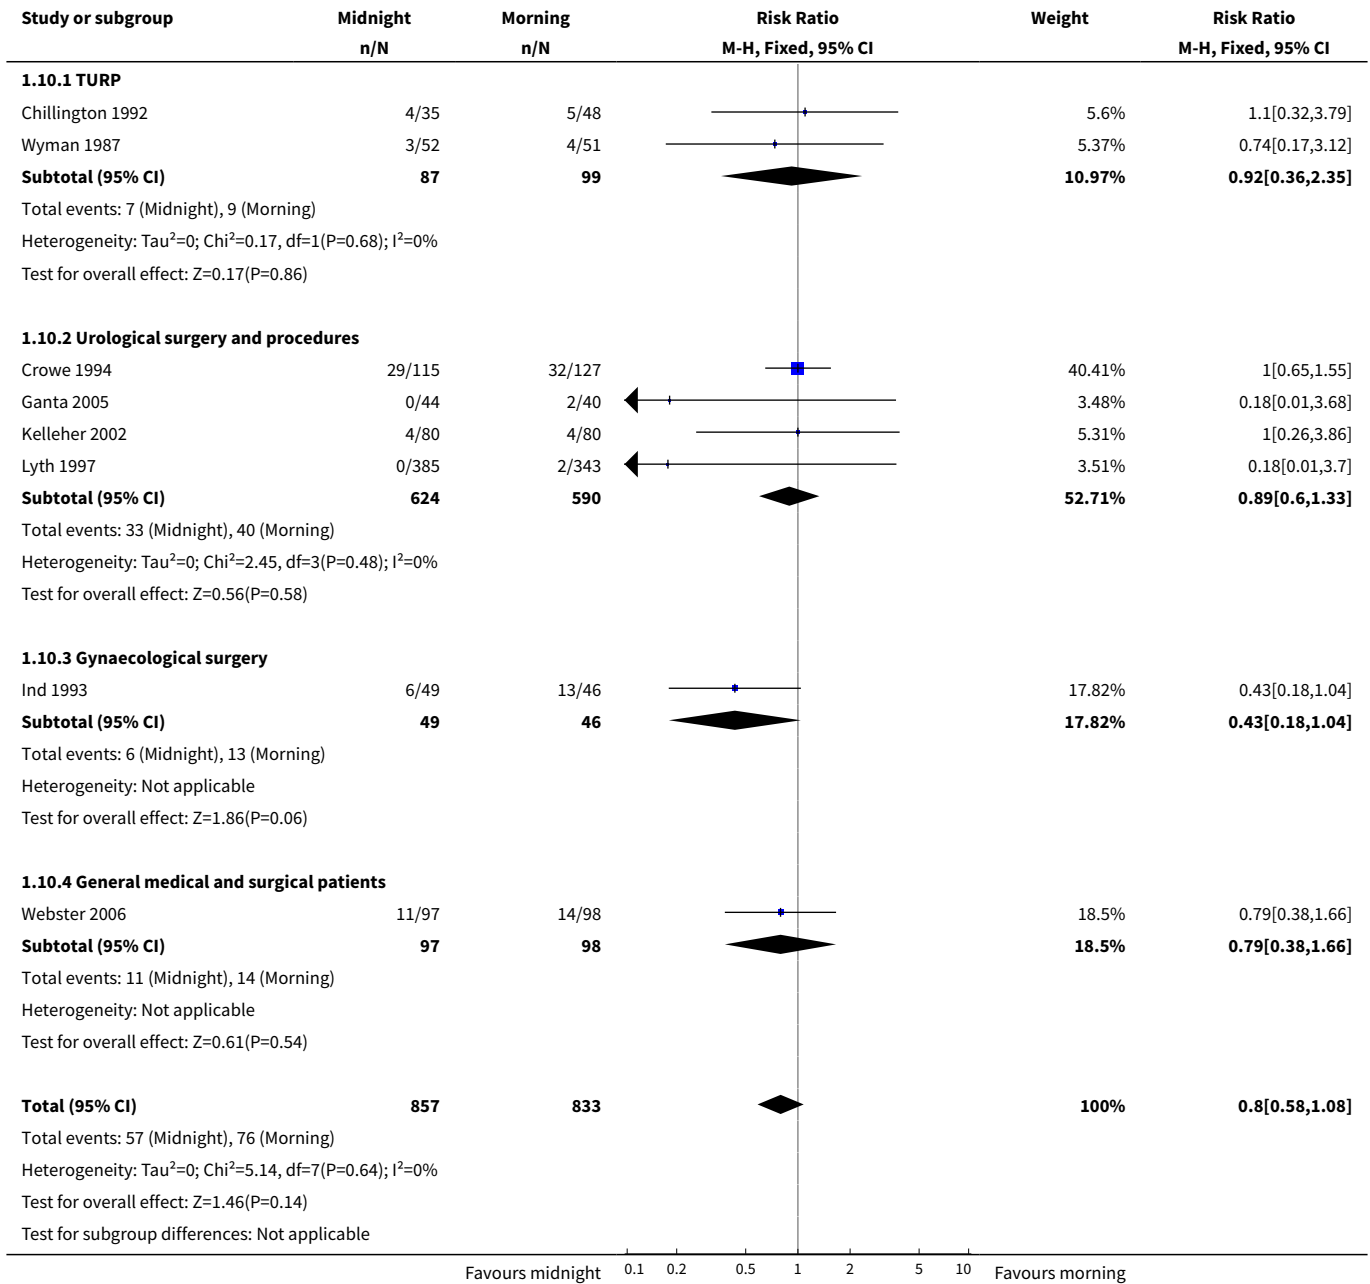 Study or subgroup Midnight Morning Risk Ratio Weight Risk Ratio
n/N n/N M-H, Fixed, 95% CI M-H, Fixed, 95% CI
1.10.1 TURP
Chillington 1992 4/35 5/48 5.6% 1.1[0.32,3.79]
Wyman 1987 3/52 4/51 5.37% 0.74[0.17,3.12]
Subtotal (95% CI) 87 99 10.97% 0.92[0.36,2.35]
Total events: 7 (Midnight), 9 (Morning)
Heterogeneity: Tau²=0; Chi²=0.17, df=1(P=0.68); I²=0%
Test for overall effect: Z=0.17(P=0.86)
1.10.2 Urological surgery and procedures
Crowe 1994 29/115 32/127 40.41% 1[0.65,1.55]
Ganta 2005 0/44 2/40 3.48% 0.18[0.01,3.68]
Kelleher 2002 4/80 4/80 5.31% 1[0.26,3.86]
Lyth 1997 0/385 2/343 3.51% 0.18[0.01,3.7]
Subtotal (95% CI) 624 590 52.71% 0.89[0.6,1.33]
Total events: 33 (Midnight), 40 (Morning)
Heterogeneity: Tau²=0; Chi²=2.45, df=3(P=0.48); I²=0%
Test for overall effect: Z=0.56(P=0.58)
1.10.3 Gynaecological surgery
Ind 1993 6/49 13/46 17.82% 0.43[0.18,1.04]
Subtotal (95% CI) 49 46 17.82% 0.43[0.18,1.04]
Total events: 6 (Midnight), 13 (Morning)
Heterogeneity: Not applicable
Test for overall effect: Z=1.86(P=0.06)
1.10.4 General medical and surgical patients
Webster 2006 11/97 14/98 18.5% 0.79[0.38,1.66]
Subtotal (95% CI) 97 98 18.5% 0.79[0.38,1.66]
Total events: 11 (Midnight), 14 (Morning)
Heterogeneity: Not applicable
Test for overall effect: Z=0.61(P=0.54)
Total (95% CI) 857 833 100% 0.8[0.58,1.08]
Total events: 57 (Midnight), 76 (Morning)
Heterogeneity: Tau²=0; Chi²=5.14, df=7(P=0.64); I²=0%
Test for overall effect: Z=1.46(P=0.14)
Test for subgroup differences: Not applicable
Favours midnight 0.1 0.2 0.5 1 2 5 10 Favours morning